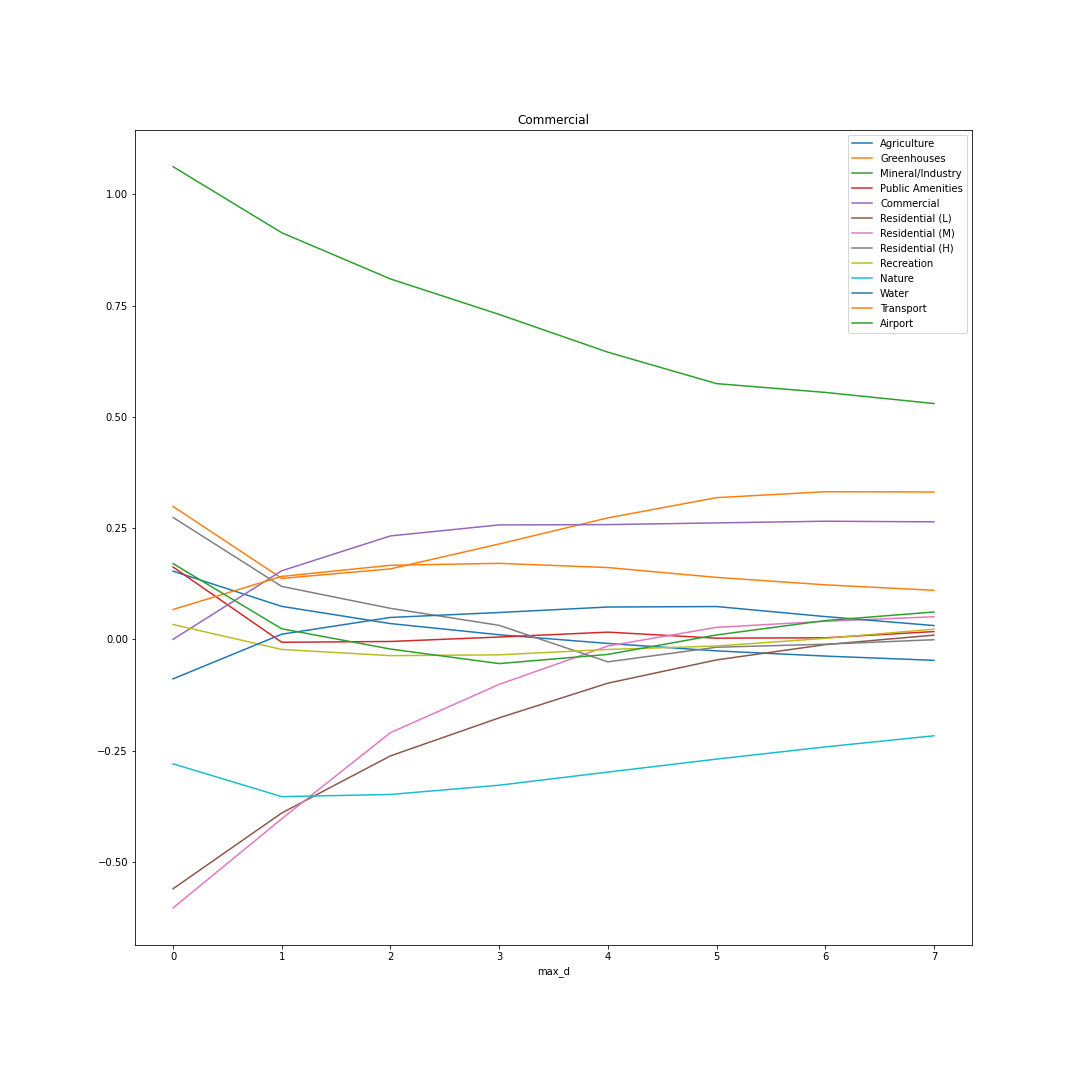 Commercial
Agriculture
Greenhouses
Mineral/Industry
Public Amenities
Commercial
Residential (L)
Residential (M)
Residential (H)
Recreation
Nature
Water
Transport
Airport
1.00
0.75
0.50
0.25
0.00
−0.25
−0.50
0 1 2 3 4 5 6 7
max_d